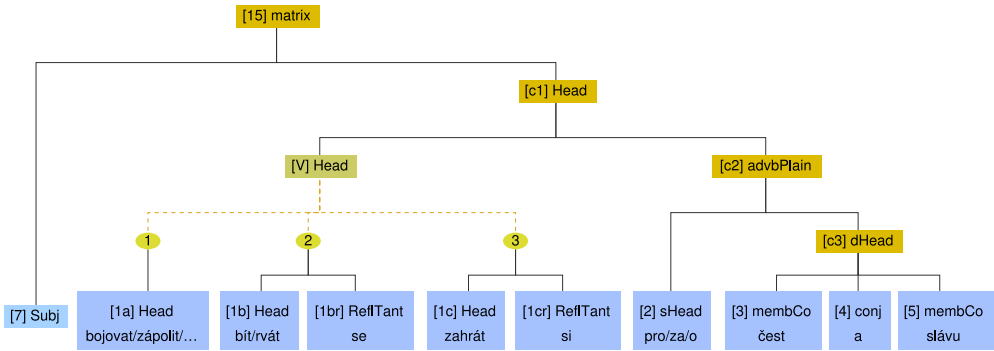 [15] matrix
[c1] Head
[V] Head
[c2] advbPlain
1
2
3
[c3] dHead
[7] Subj
[1a] Head
bojovat/zápolit/…
[1b] Head
bít/rvát
[1br] ReflTant
se
[1c] Head
zahrát
[1cr] ReflTant
si
[2] sHead
pro/za/o
[3] membCo
čest
[4] conj
a
[5] membCo
slávu